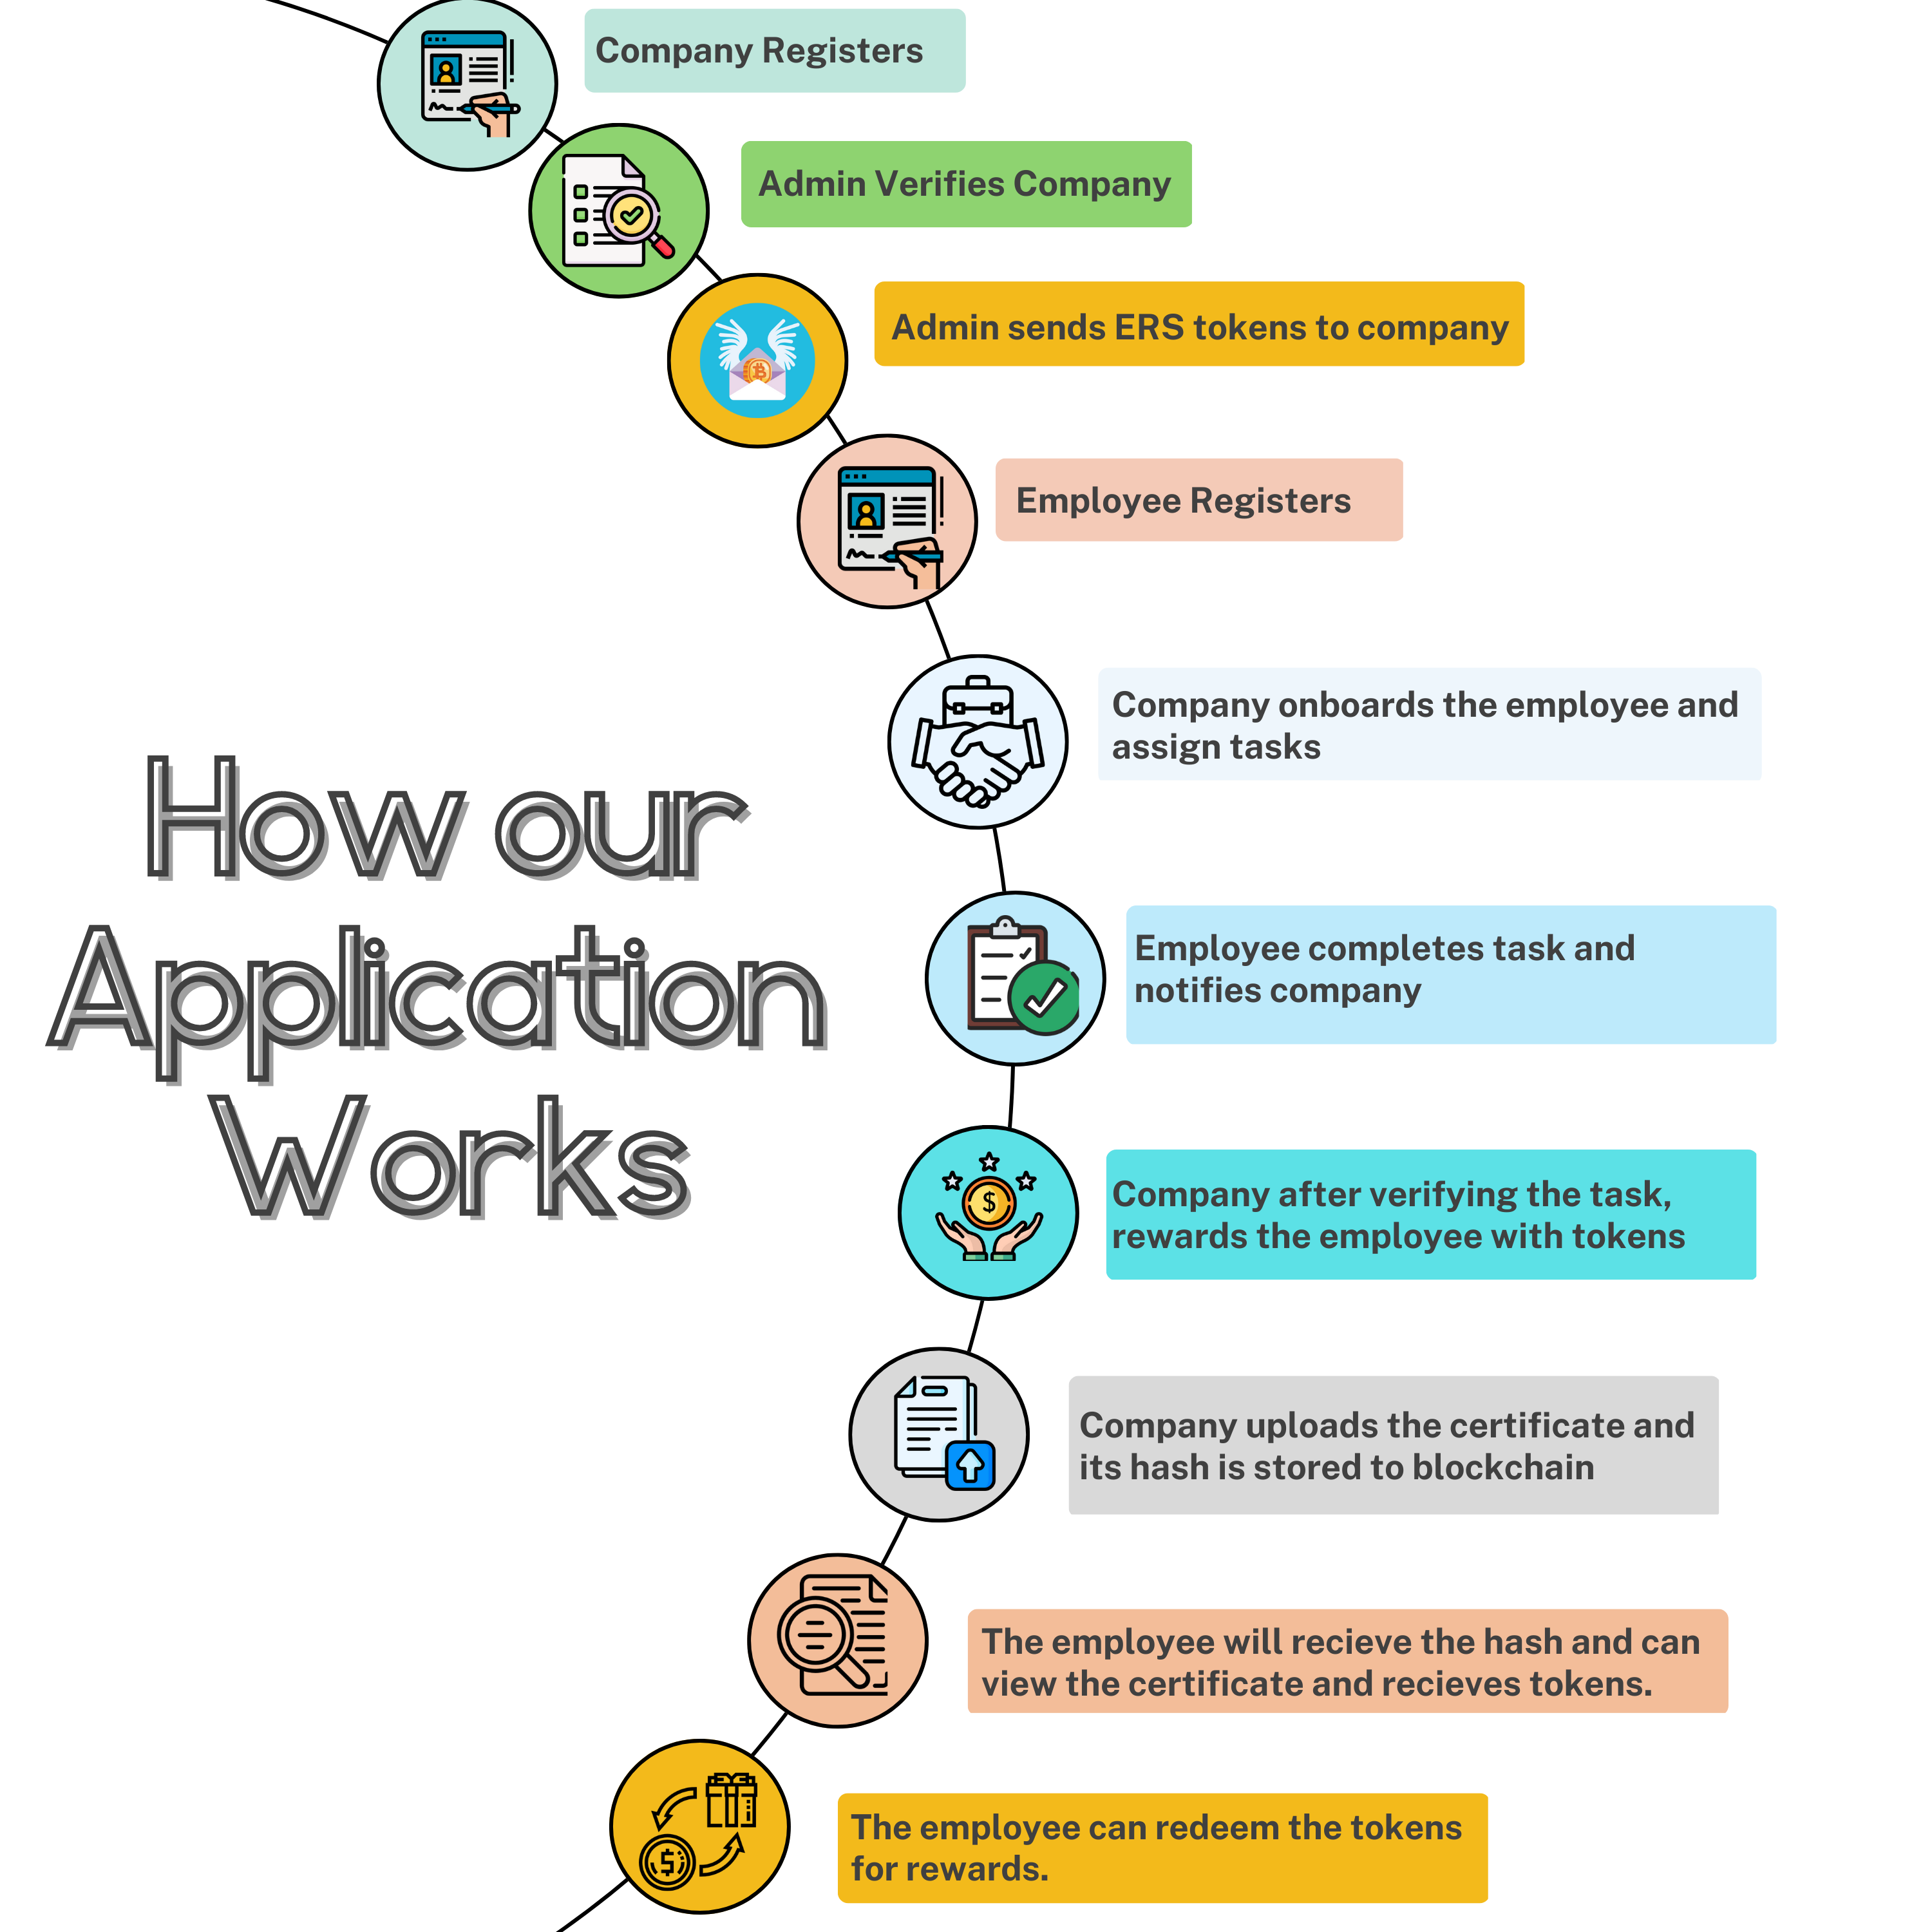 Company Registers
Admin Verifies Company
Admin sends ERS tokens to company
Employee Registers
Company onboards the employee and
assign tasks
How our
Application
Works
Employee completes task and
notifies company
Company after verifying the task,
rewards the employee with tokens
Company uploads the certificate and
its hash is stored to blockchain
The employee will recieve the hash and can
view the certificate and recieves tokens.
The employee can redeem the tokens
for rewards.